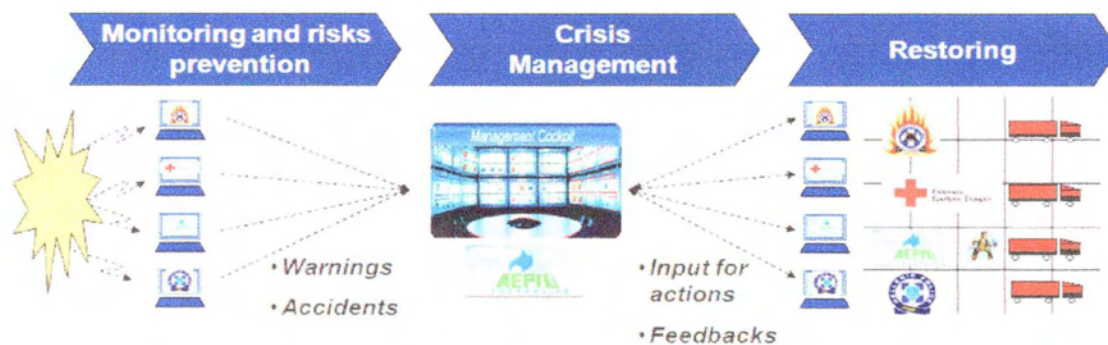 Monitoring and risks
prevention
Crisis
Management
Restoring
Management Cockpit
• Warnings
• Accidents
• Input for
actions
• Feedbacks